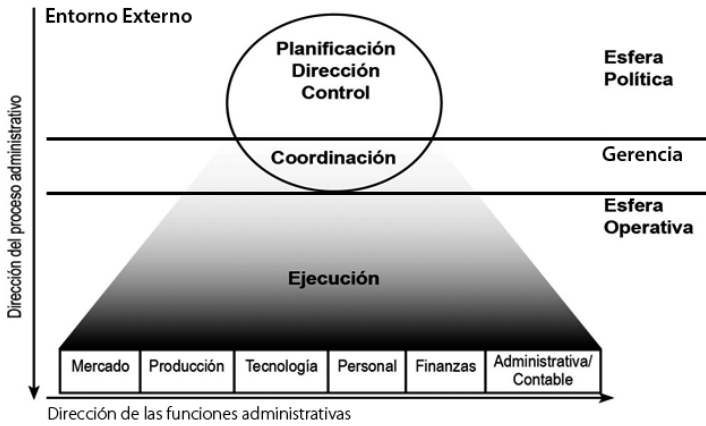 Entorno Externo
Planificación
Dirección
Control
Esfera
Política
Coordinación
Gerencia
Esfera
Operativa
Ejecución
Dirección del proceso administrativo
Mercado
Producción
Tecnología
Personal
Finanzas
Administrativa/
Contable
Dirección de las funciones administrativas